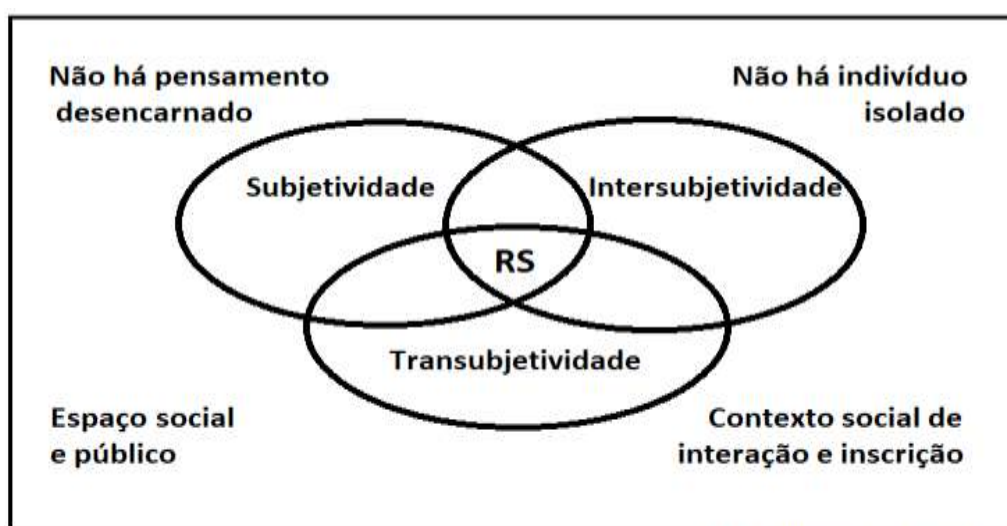 Não há pensamento
desencarnado
Não há indivíduo
isolado
Subjetividade
Intersubjetividade
RS
Transubjetividade
Espaço social
e público
Contexto social de
interação e inscrição